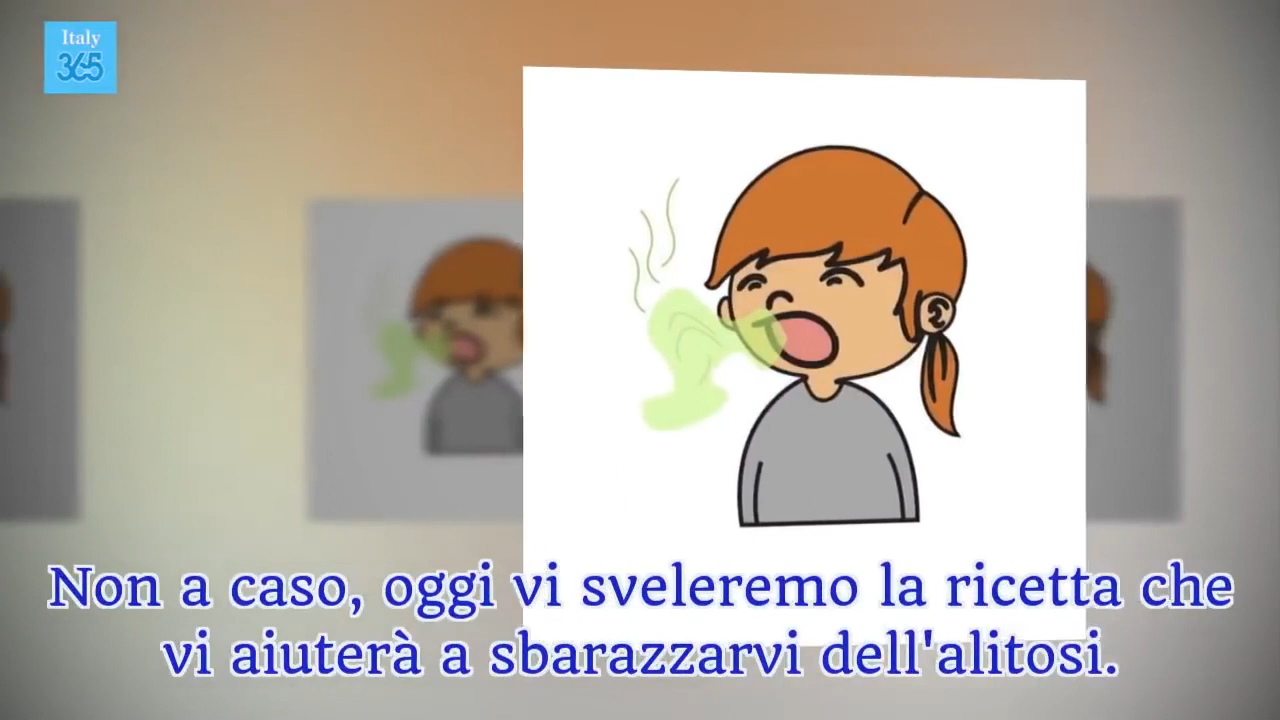 Italy
365
Non a caso, oggi vi sveleremo la ricetta che
vi aiuterà a sbarazzarvi dell'alitosi.